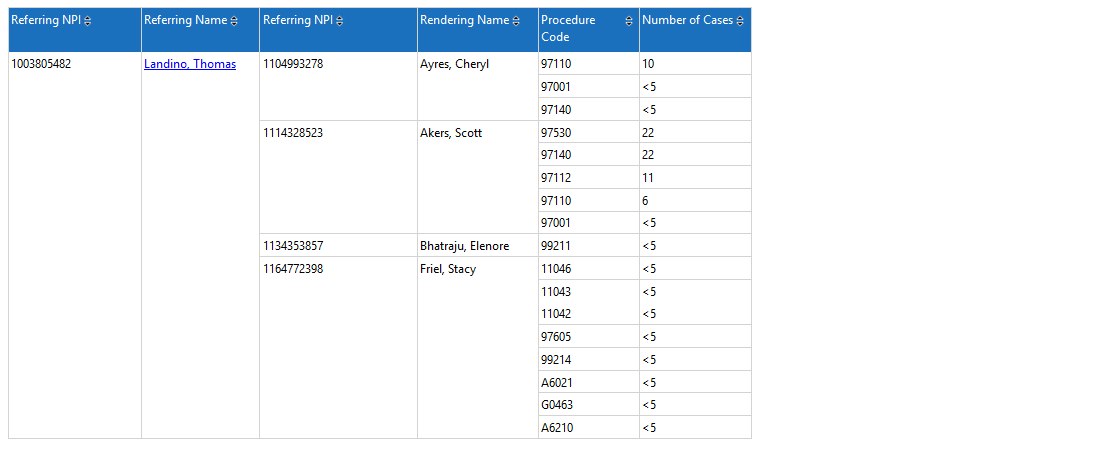 Referring NPI Referring Name Referring NPI Rendering Name Procedure Code Number of Cases
1003805482 Landino, Thomas 1104993278 Ayres, Cheryl 97110 10
97001 <5
97140 <5
1114328523 Akers, Scott 97530 22
97140 22
97112 11
97110 6
97001 <5
1134353857 Bhatraju, Elenore 99211 <5
1164772398 Friel, Stacy 11046 <5
11043 <5
11042 <5
97605 <5
99214 <5
A6021 <5
G0463 <5
A6210 <5